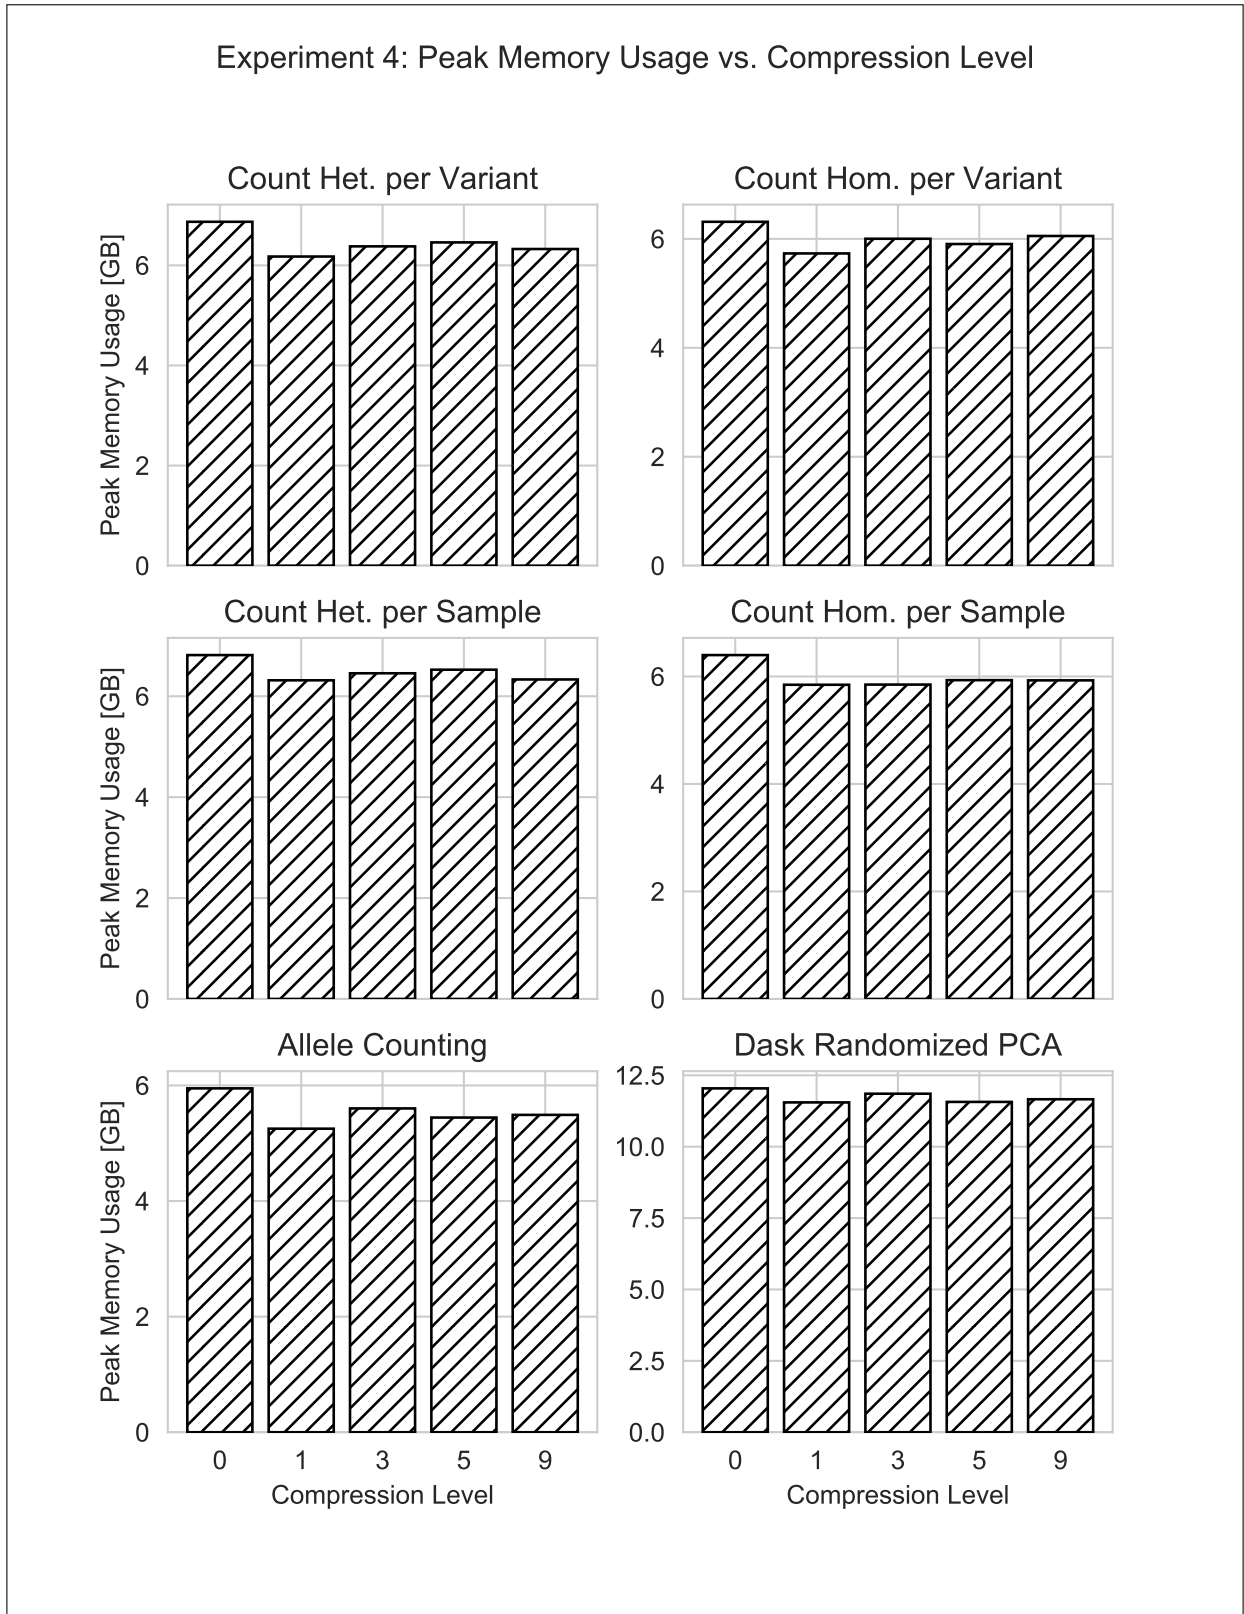 Experiment 4: Peak Memory Usage vs. Compression Level
Count Het. per Variant
Peak Memory Usage [GB]
6
4
2
0
Count Hom. per Variant
6
4
2
0
Count Het. per Sample
Peak Memory Usage [GB]
6
4
2
0
Count Hom. per Sample
6
4
2
0
Allele Counting
Peak Memory Usage [GB]
6
4
2
0
0 1 3 5 9
Compression Level
Dask Randomized PCA
12.5
10.0
7.5
5.0
2.5
0.0
0 1 3 5 9
Compression Level